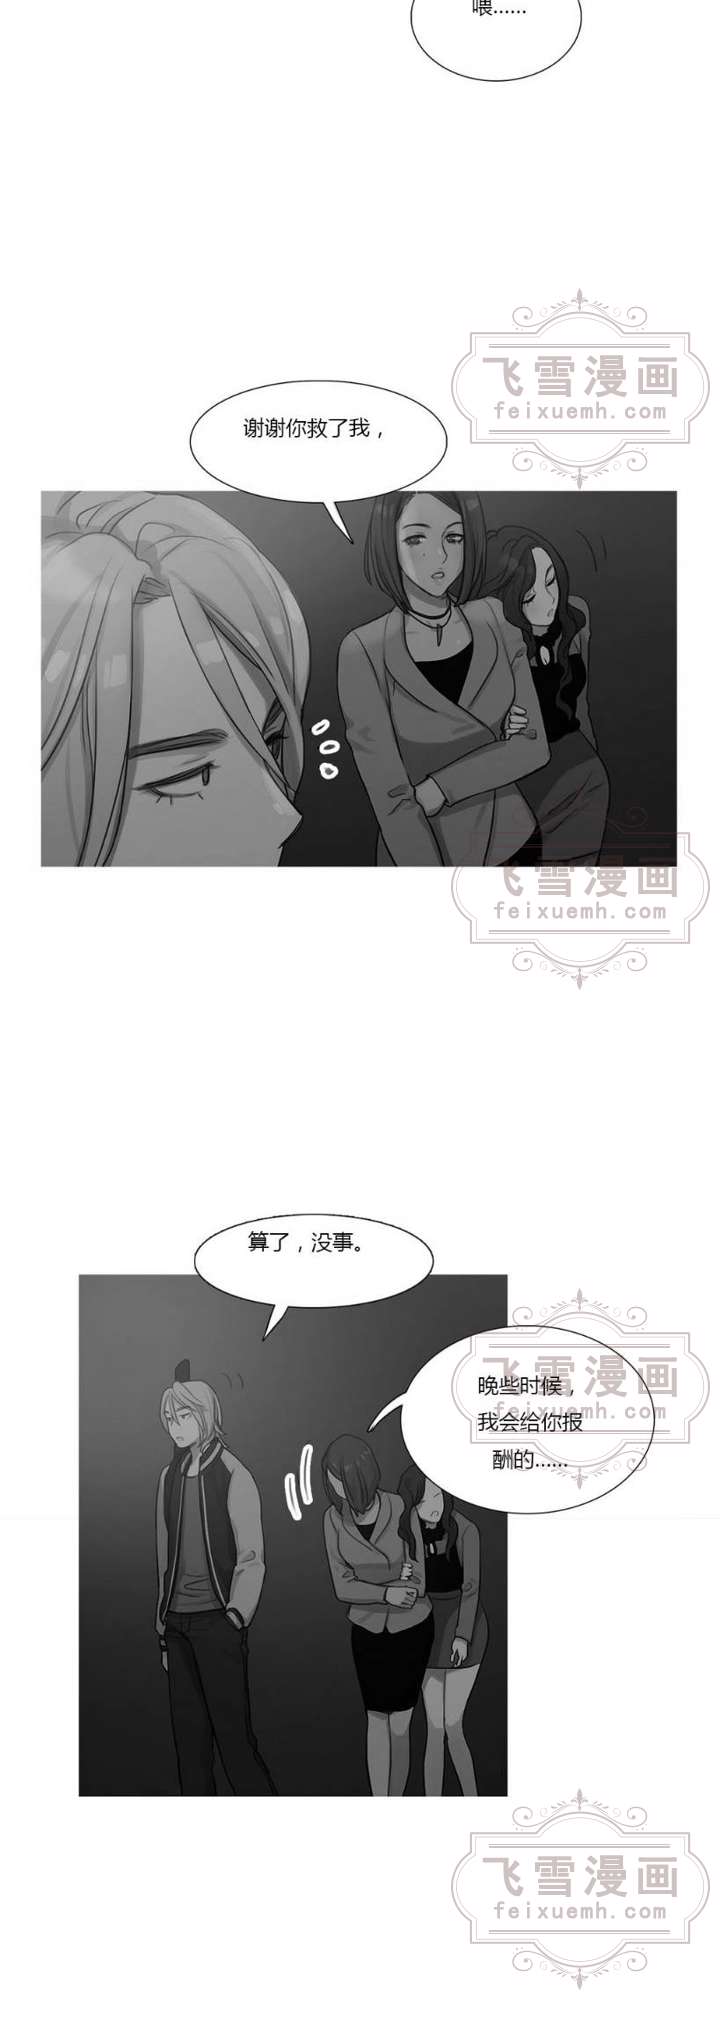 喂……
飞雪漫画
feixuemh.com
谢谢你救了我，
飞雪漫画
feixuemh.com
算了，没事。
飞雪漫画
feixuemh.com
晚些时候，
我会给你报
酬的……
飞雪漫画
feixuemh.com